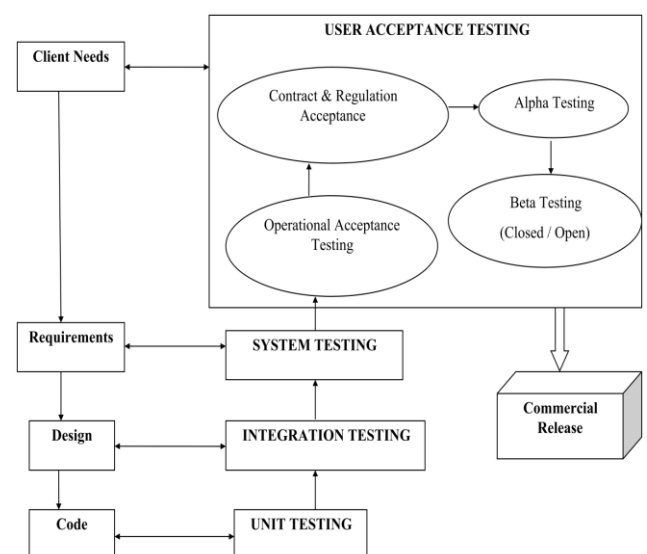 USER ACCEPTANCE TESTING
Client Needs
Contract & Regulation
Acceptance
Alpha Testing
Operational Acceptance
Testing
Beta Testing
(Closed / Open)
Requirements
SYSTEM TESTING
Commercial
Release
Design
INTEGRATION TESTING
Code
UNIT TESTING